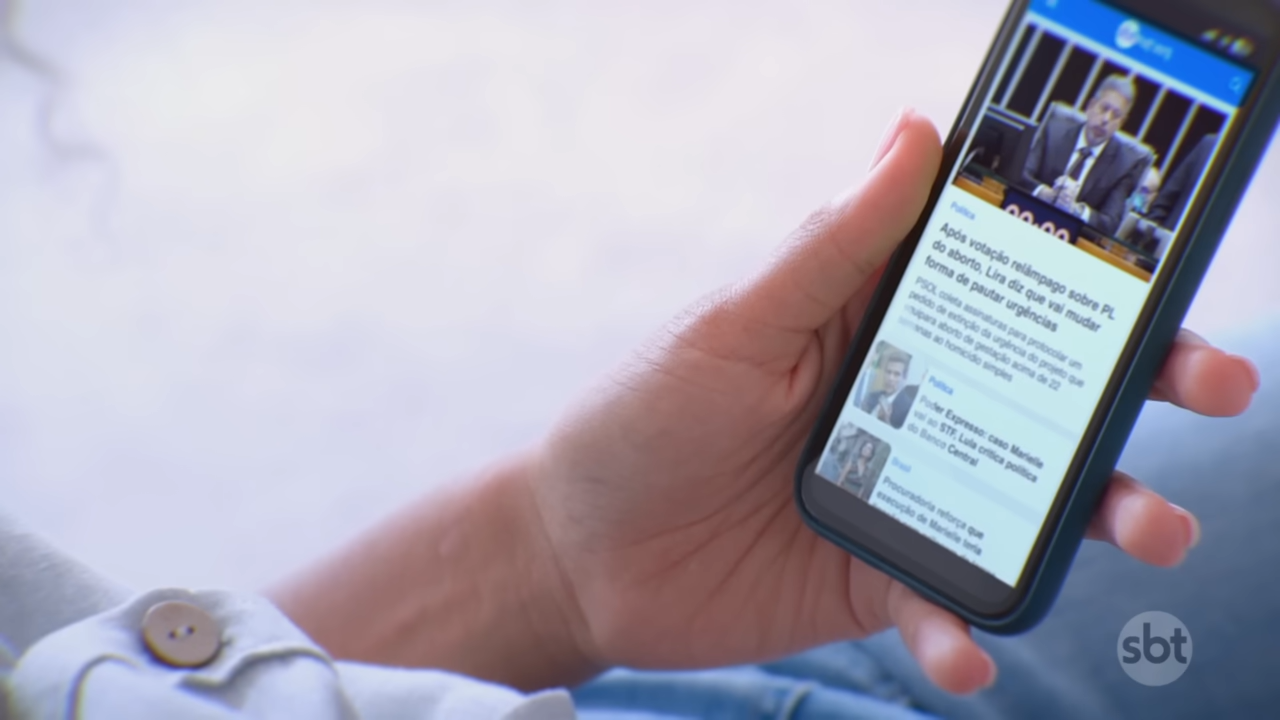 news
00:00
Política
Após votação relâmpago sobre PL
do aborto, Lira diz que vai mudar
forma de pautar urgências
PSOL coleta assinaturas para protocolar um
pedido de extinção da urgência do projeto que
aborto de gestação acima de 22
ao homicídio simples
Política
Poder Expresso: caso Marielle
vai ao STF, Lula critica política
do Banco Central
Brasil
Procuradoria reforça que
execução de Marielle teria
sbt